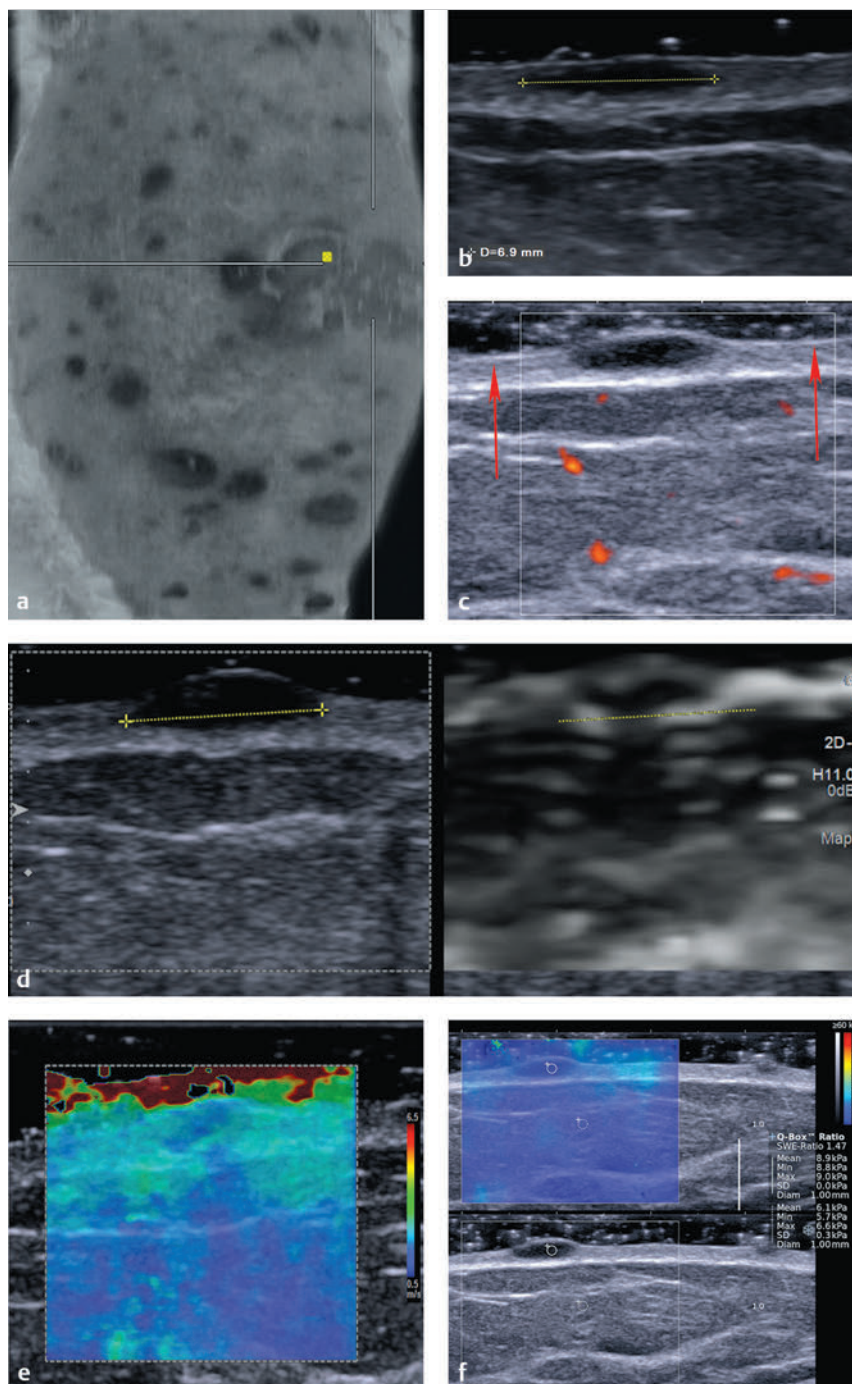 a
b
D=6.9 mm
c
d
2D-
H11.0
0dB
Map
e
6.5
0.5
m/s
f
≥60 k
1.0
Q-Box™ Ratio
SWE-Ratio 1.47
Mean 8.9kPa
Min 8.8kPa
Max 9.0kPa
SD 0.0kPa
Diam 1.00mm
Mean 6.1kPa
Min 5.7kPa
Max 6.6kPa
SD 0.3kPa
Diam 1.00mm
1.0